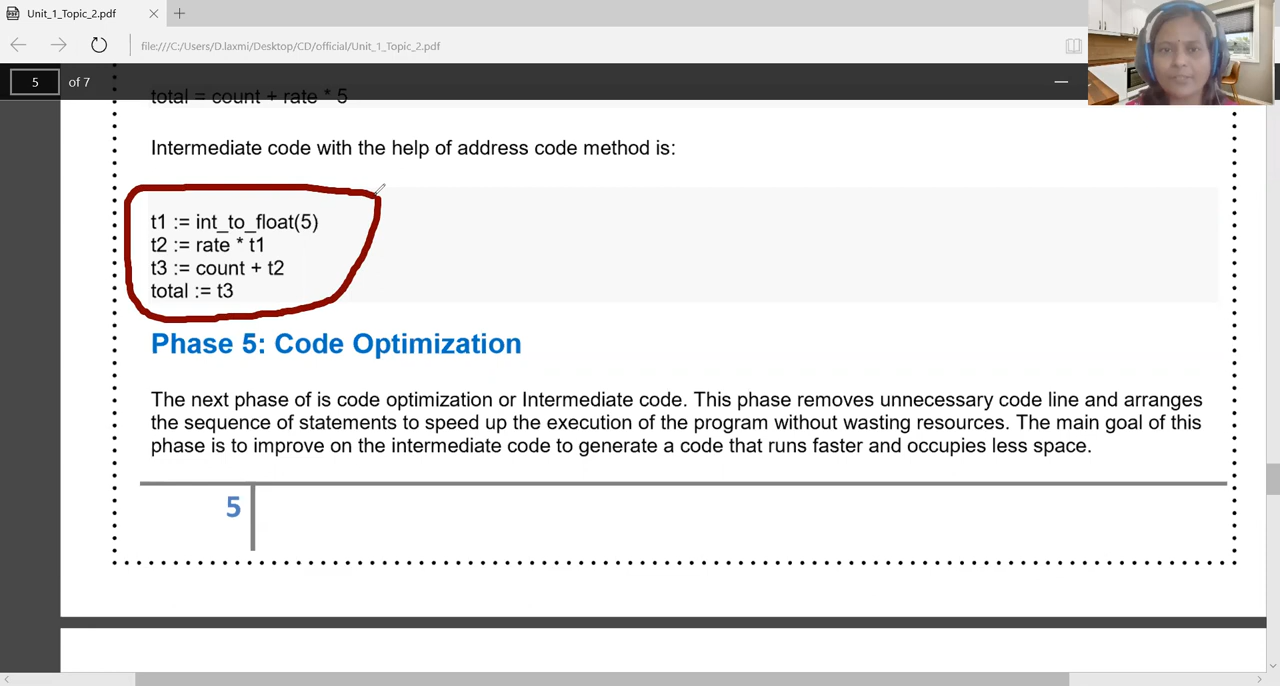 Unit_1_Topic_2.pdf
file:///C:/Users/D.laxmi/Desktop/CD/official/Unit_1_Topic_2.pdf
5 of 7
total = count + rate * 5
Intermediate code with the help of address code method is:
t1 := int_to_float(5)
t2 := rate * t1
t3 := count + t2
total := t3
Phase 5: Code Optimization
The next phase of is code optimization or Intermediate code. This phase removes unnecessary code line and arranges
the sequence of statements to speed up the execution of the program without wasting resources. The main goal of this
phase is to improve on the intermediate code to generate a code that runs faster and occupies less space.
5